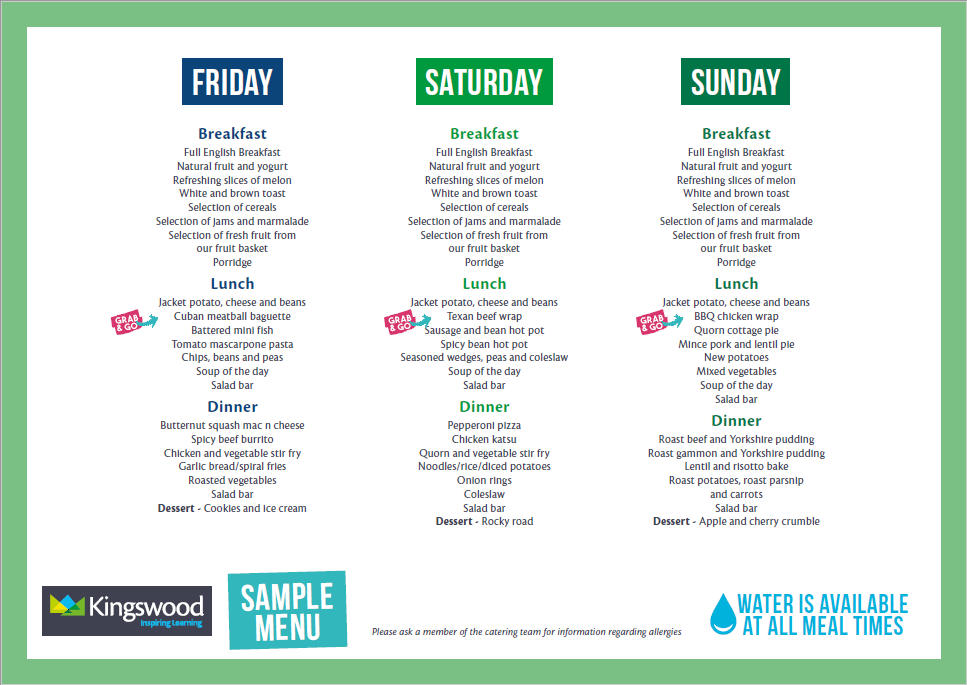 FRIDAY
Breakfast
Full English Breakfast
Natural fruit and yogurt
Refreshing slices of melon
White and brown toast
Selection of cereals
Selection of jams and marmalade
Selection of fresh fruit from
our fruit basket
Porridge
Lunch
Jacket potato, cheese and beans
GRAB
& GO
Cuban meatball baguette
Battered mini fish
Tomato mascarpone pasta
Chips, beans and peas
Soup of the day
Salad bar
Dinner
Butternut squash mac n cheese
Spicy beef burrito
Chicken and vegetable stir fry
Garlic bread/spiral fries
Roasted vegetables
Salad bar
Dessert - Cookies and ice cream
SATURDAY
Breakfast
Full English Breakfast
Natural fruit and yogurt
Refreshing slices of melon
White and brown toast
Selection of cereals
Selection of jams and marmalade
Selection of fresh fruit from
our fruit basket
Porridge
Lunch
Jacket potato, cheese and beans
GRAB
& GO
Texan beef wrap
Sausage and bean hot pot
Spicy bean hot pot
Seasoned wedges, peas and coleslaw
Soup of the day
Salad bar
Dinner
Pepperoni pizza
Chicken katsu
Quorn and vegetable stir fry
Noodles/rice/diced potatoes
Onion rings
Coleslaw
Salad bar
Dessert - Rocky road
SUNDAY
Breakfast
Full English Breakfast
Natural fruit and yogurt
Refreshing slices of melon
White and brown toast
Selection of cereals
Selection of jams and marmalade
Selection of fresh fruit from
our fruit basket
Porridge
Lunch
Jacket potato, cheese and beans
GRAB
& GO
BBQ chicken wrap
Quorn cottage pie
Mince pork and lentil pie
New potatoes
Mixed vegetables
Soup of the day
Salad bar
Dinner
Roast beef and Yorkshire pudding
Roast gammon and Yorkshire pudding
Lentil and risotto bake
Roast potatoes, roast parsnip
and carrots
Salad bar
Dessert - Apple and cherry crumble
Kingswood
Inspiring Learning
SAMPLE
MENU
Please ask a member of the catering team for information regarding allergies
WATER IS AVAILABLE
AT ALL MEAL TIMES